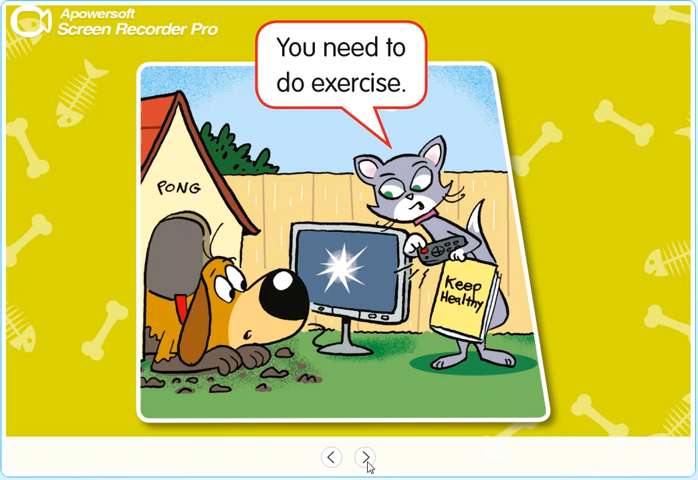 Apowersoft
Screen Recorder Pro
You need to
do exercise.
PONG
Keep
Healthy